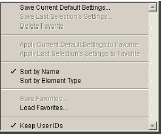 Save Current Default Settings...
Save Last Selection's Settings...
Delete Favorite
Apply Current Default Settings to Favorite
Apply Last Selection's Settings to Favorite
Sort by Name
Sort by Element Type
Save Favorites...
Load Favorites...
Keep User IDs